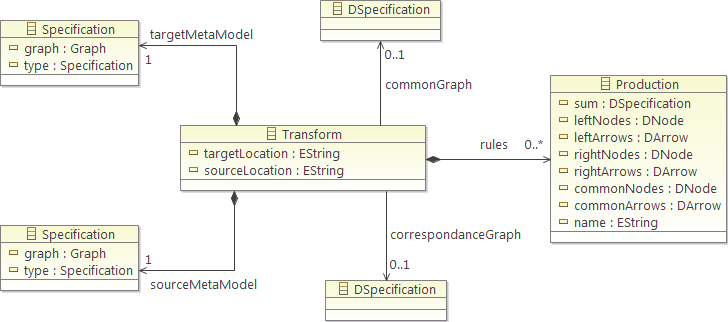 Specification
graph : Graph
type : Specification
targetMetaModel
1
DSpecification
0..1
commonGraph
Production
sum : DSpecification
leftNodes : DNode
leftArrows : DArrow
rightNodes : DNode
rightArrows : DArrow
commonNodes : DNode
commonArrows : DArrow
name : EString
Transform
targetLocation : EString
sourceLocation : EString
rules 0..*
Specification
graph : Graph
type : Specification
1
sourceMetaModel
correspondanceGraph
0..1
DSpecification